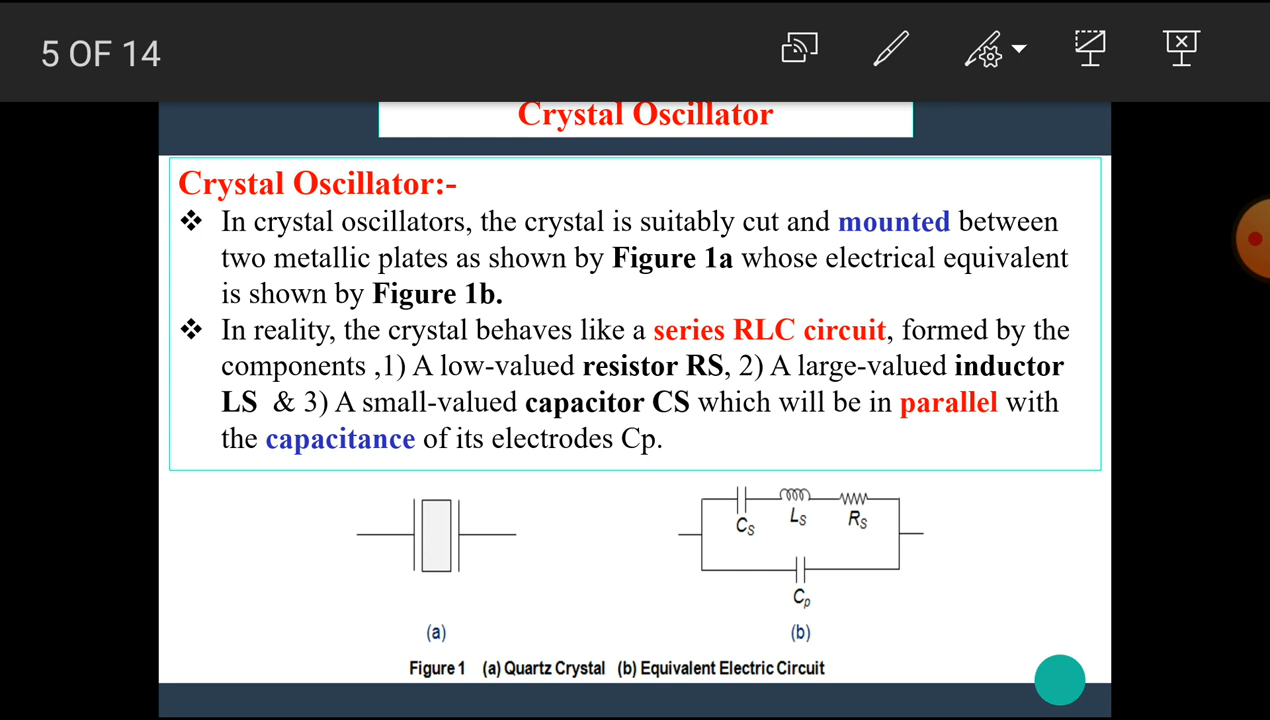 5 OF 14
Crystal Oscillator
Crystal Oscillator:-
❖ In crystal oscillators, the crystal is suitably cut and mounted between
two metallic plates as shown by Figure 1a whose electrical equivalent
is shown by Figure 1b.
❖ In reality, the crystal behaves like a series RLC circuit, formed by the
components ,1) A low-valued resistor RS, 2) A large-valued inductor
LS & 3) A small-valued capacitor CS which will be in parallel with
the capacitance of its electrodes Cp.
CS LS RS
Cp
(a) (b)
Figure 1 (a) Quartz Crystal (b) Equivalent Electric Circuit